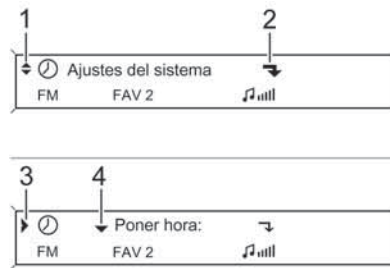 1 2
Ajustes del sistema
FM FAV 2
3 4
Poner hora:
FM FAV 2